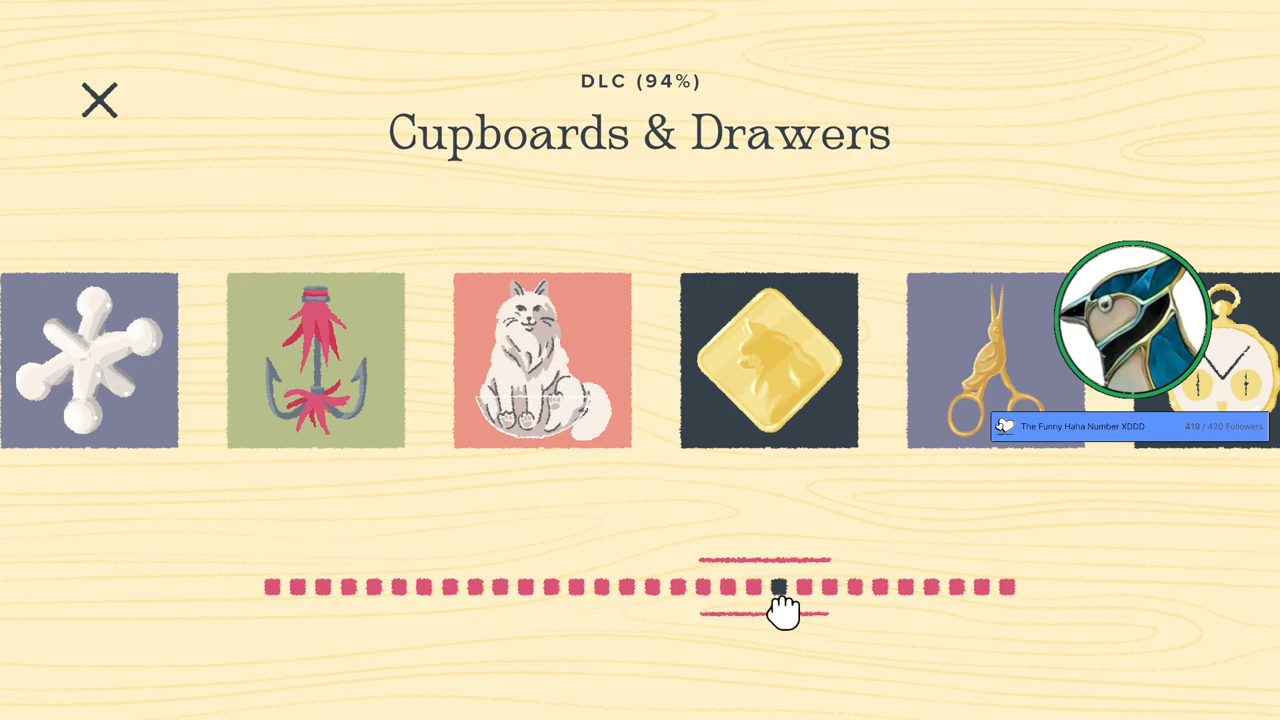 DLC (94%)
Cupboards & Drawers
The Funny Haha Number XDDD 419 / 420 Followers